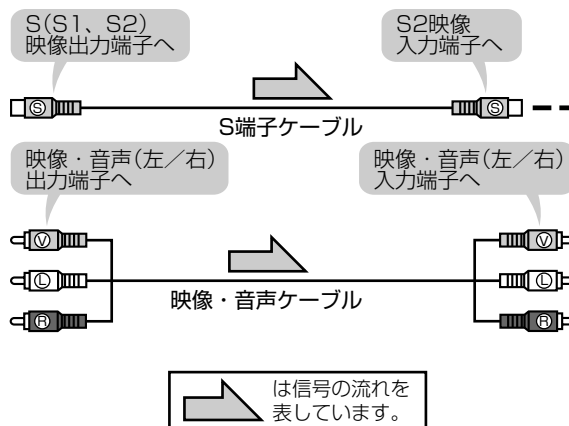 S(S1、S2)
映像出力端子へ
S2映像
入力端子へ
S
S
S端子ケーブル
映像・音声(左／右)
出力端子へ
映像・音声(左／右)
入力端子へ
V
V
L
L
映像・音声ケーブル
R
R
は信号の流れを
表しています。